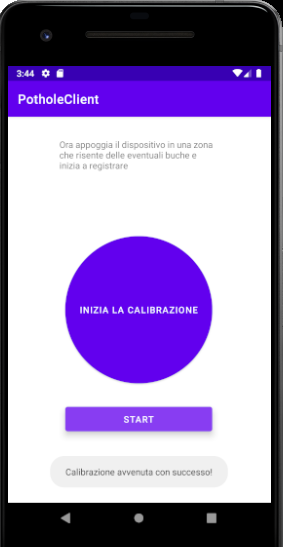 3:44
PotholeClient
Ora appoggia il dispositivo in una zona
che risente delle eventuali buche e
inizia a registrare
INIZIA LA CALIBRAZIONE
START
Calibrazione avvenuta con successo!